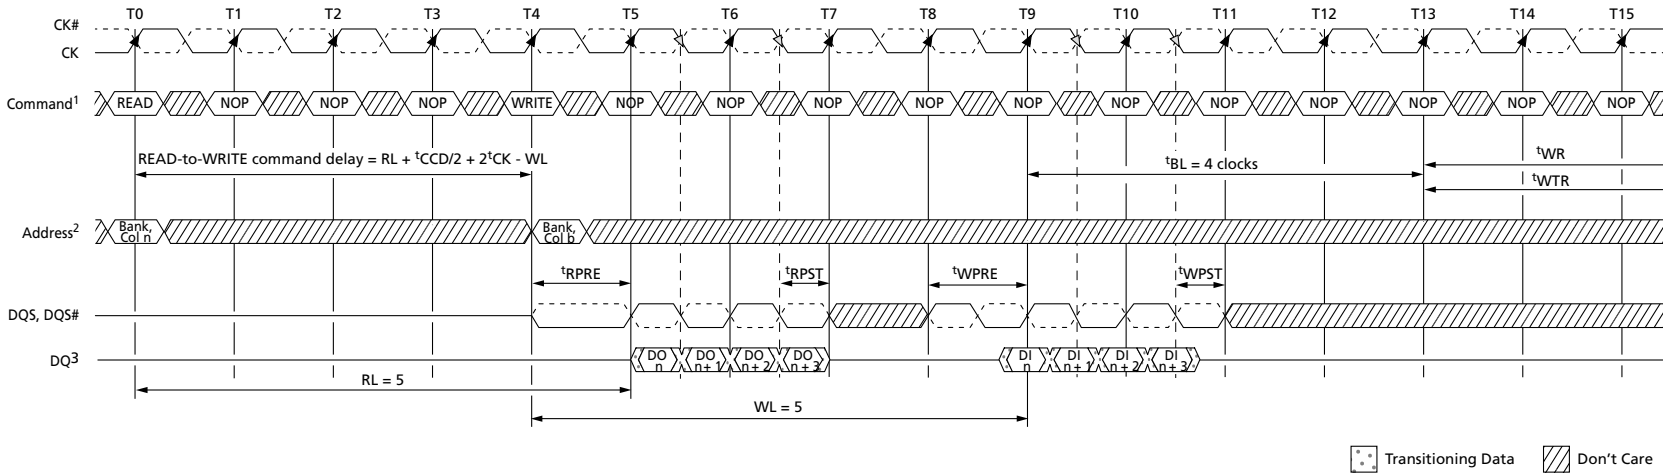 T0 T1 T2 T3 T4 T5 T6 T7 T8 T9 T10 T11 T12 T13 T14 T15
CK#
CK
Command1 READ NOP NOP NOP WRITE NOP NOP NOP NOP NOP NOP NOP NOP NOP NOP NOP
READ-to-WRITE command delay = RL + tCCD/2 + 2tCK - WL
tBL = 4 clocks
tWR
tWTR
Address2 Bank, Col n Bank, Col b
tRPRE tRPST tWPRE tWPST
DQS, DQS#
DQ3 DO n DO n + 1 DO n + 2 DO n + 3 DI n DI n + 1 DI n + 2 DI n + 3
RL = 5
WL = 5
Transitioning Data Don't Care